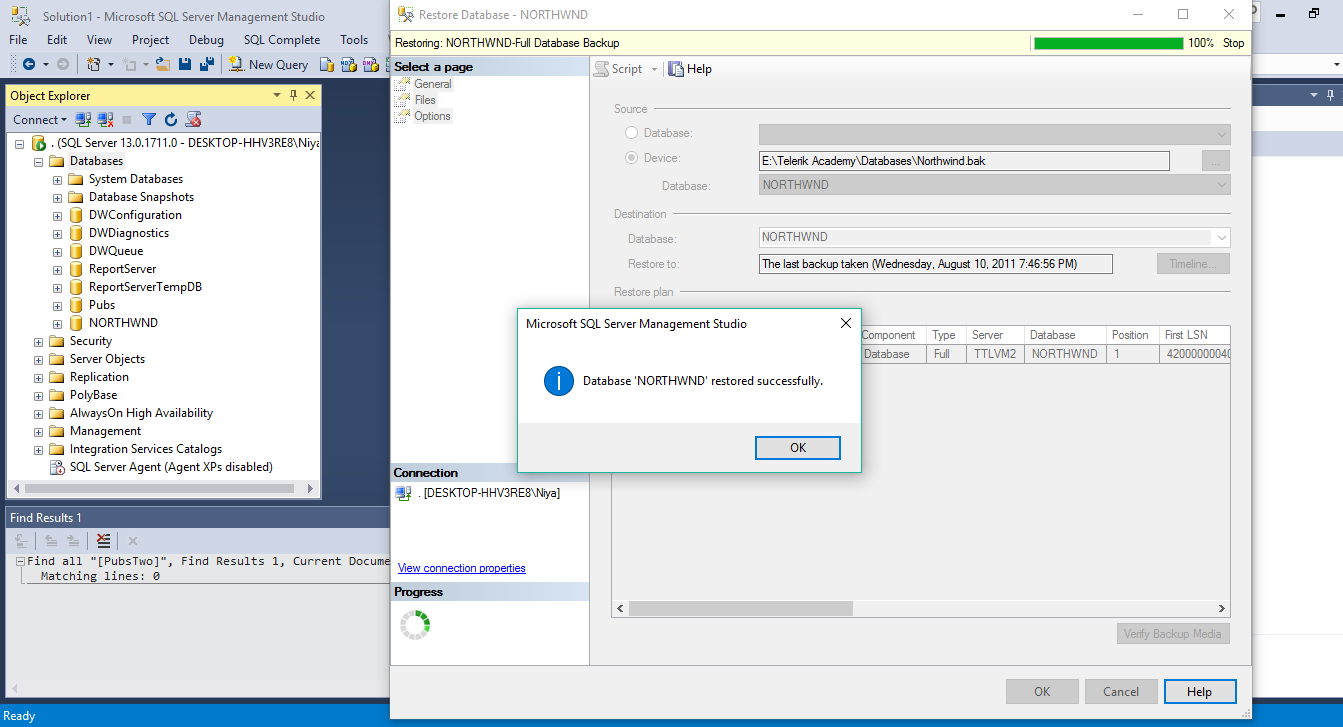 Solution1 - Microsoft SQL Server Management Studio
File Edit View Project Debug SQL Complete Tools
New Query
Object Explorer
Connect
. (SQL Server 13.0.1711.0 - DESKTOP-HHV3RE8\Niya
Databases
System Databases
Database Snapshots
DWConfiguration
DWDiagnostics
DWQueue
ReportServer
ReportServerTempDB
Pubs
NORTHWND
Security
Server Objects
Replication
PolyBase
AlwaysOn High Availability
Management
Integration Services Catalogs
SQL Server Agent (Agent XPs disabled)
Find Results 1
Find all "[PubsTwo]", Find Results 1, Current Docume
Matching lines: 0
Ready
Restore Database - NORTHWND
Restoring: NORTHWND-Full Database Backup 100% Stop
Select a page
General
Files
Options
Connection
. [DESKTOP-HHV3RE8\Niya]
View connection properties
Progress
Script Help
Source
Database:
Device: E:\Telerik Academy\Databases\Northwind.bak ...
Database: NORTHWND
Destination
Database: NORTHWND
Restore to: The last backup taken (Wednesday, August 10, 2011 7:46:56 PM) Timeline...
Restore plan
Component Type Server Database Position First LSN
Database Full TTLVM2 NORTHWND 1 42000000040
Verify Backup Media
OK Cancel Help
Microsoft SQL Server Management Studio
Database 'NORTHWND' restored successfully.
OK